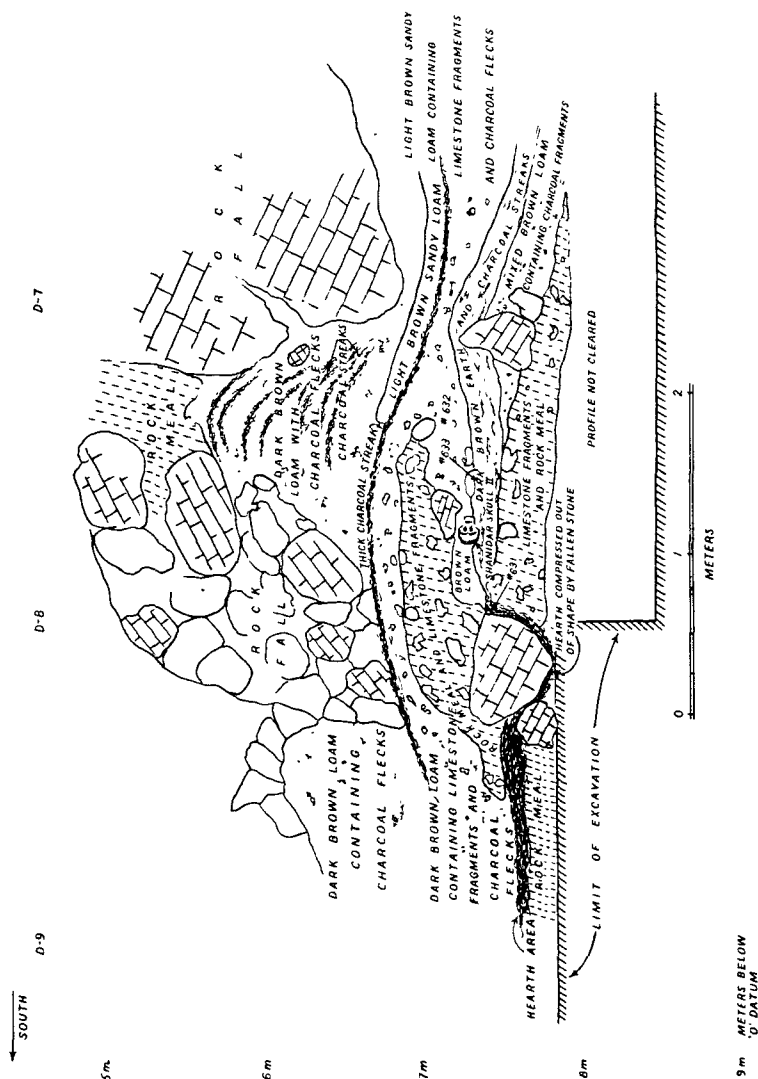 SOUTH
D-9
D-8
D-7
5m
6m
7m
8m
9m METERS BELOW
'O' DATUM
ROCK
FALL
ROCK
MEAL
ROCK
FALL
DARK BROWN
LOAM WITH
CHARCOAL FLECKS
CHARCOAL STREAKS
THICK CHARCOAL STREAK
LIGHT BROWN SANDY LOAM
LIGHT BROWN SANDY
LOAM CONTAINING
LIMESTONE FRAGMENTS
AND CHARCOAL FLECKS
DARK BROWN LOAM
CONTAINING
CHARCOAL FLECKS
DARK BROWN LOAM
CONTAINING LIMESTONE
FRAGMENTS AND
CHARCOAL
FLECKS
AND LIMESTONE FRAGMENTS
BROWN
LOAM
#633 #632
SHANIDAR SKULL II
#631
DARK BROWN EARTH AND CHARCOAL STREAKS
MIXED BROWN LOAM
CONTAINING CHARCOAL FRAGMENTS
LIMESTONE FRAGMENTS
AND ROCK MEAL
ROCK MEAL
HEARTH AREA
HEARTH COMPRESSED OUT
OF SHAPE BY FALLEN STONE
PROFILE NOT CLEARED
LIMIT OF EXCAVATION
0 1 2
METERS